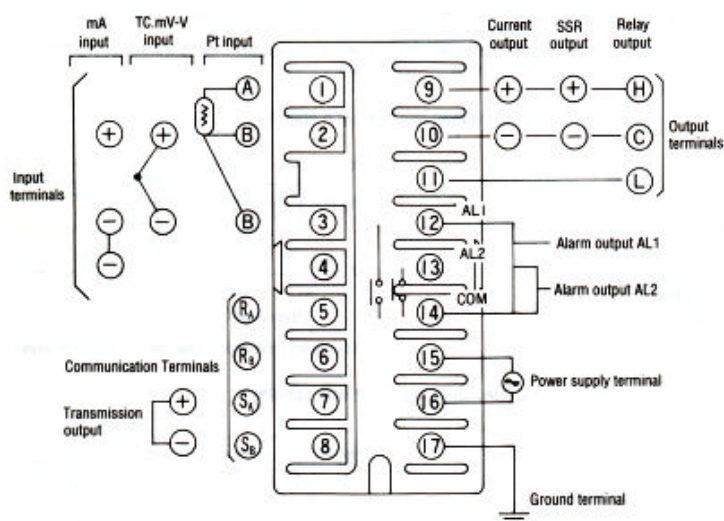 mA input
TC.mV-V input
Pt input
Current output
SSR output
Relay output
Input terminals
+
+
−
−
−
A
B
B
1
2
3
4
5
6
7
8
9
10
11
12
13
14
15
16
17
AL1
AL2
COM
+
+
H
−
−
C
L
Output terminals
Alarm output AL1
Alarm output AL2
Power supply terminal
Ground terminal
Communication Terminals
RA
RB
SA
SB
Transmission output
+
−